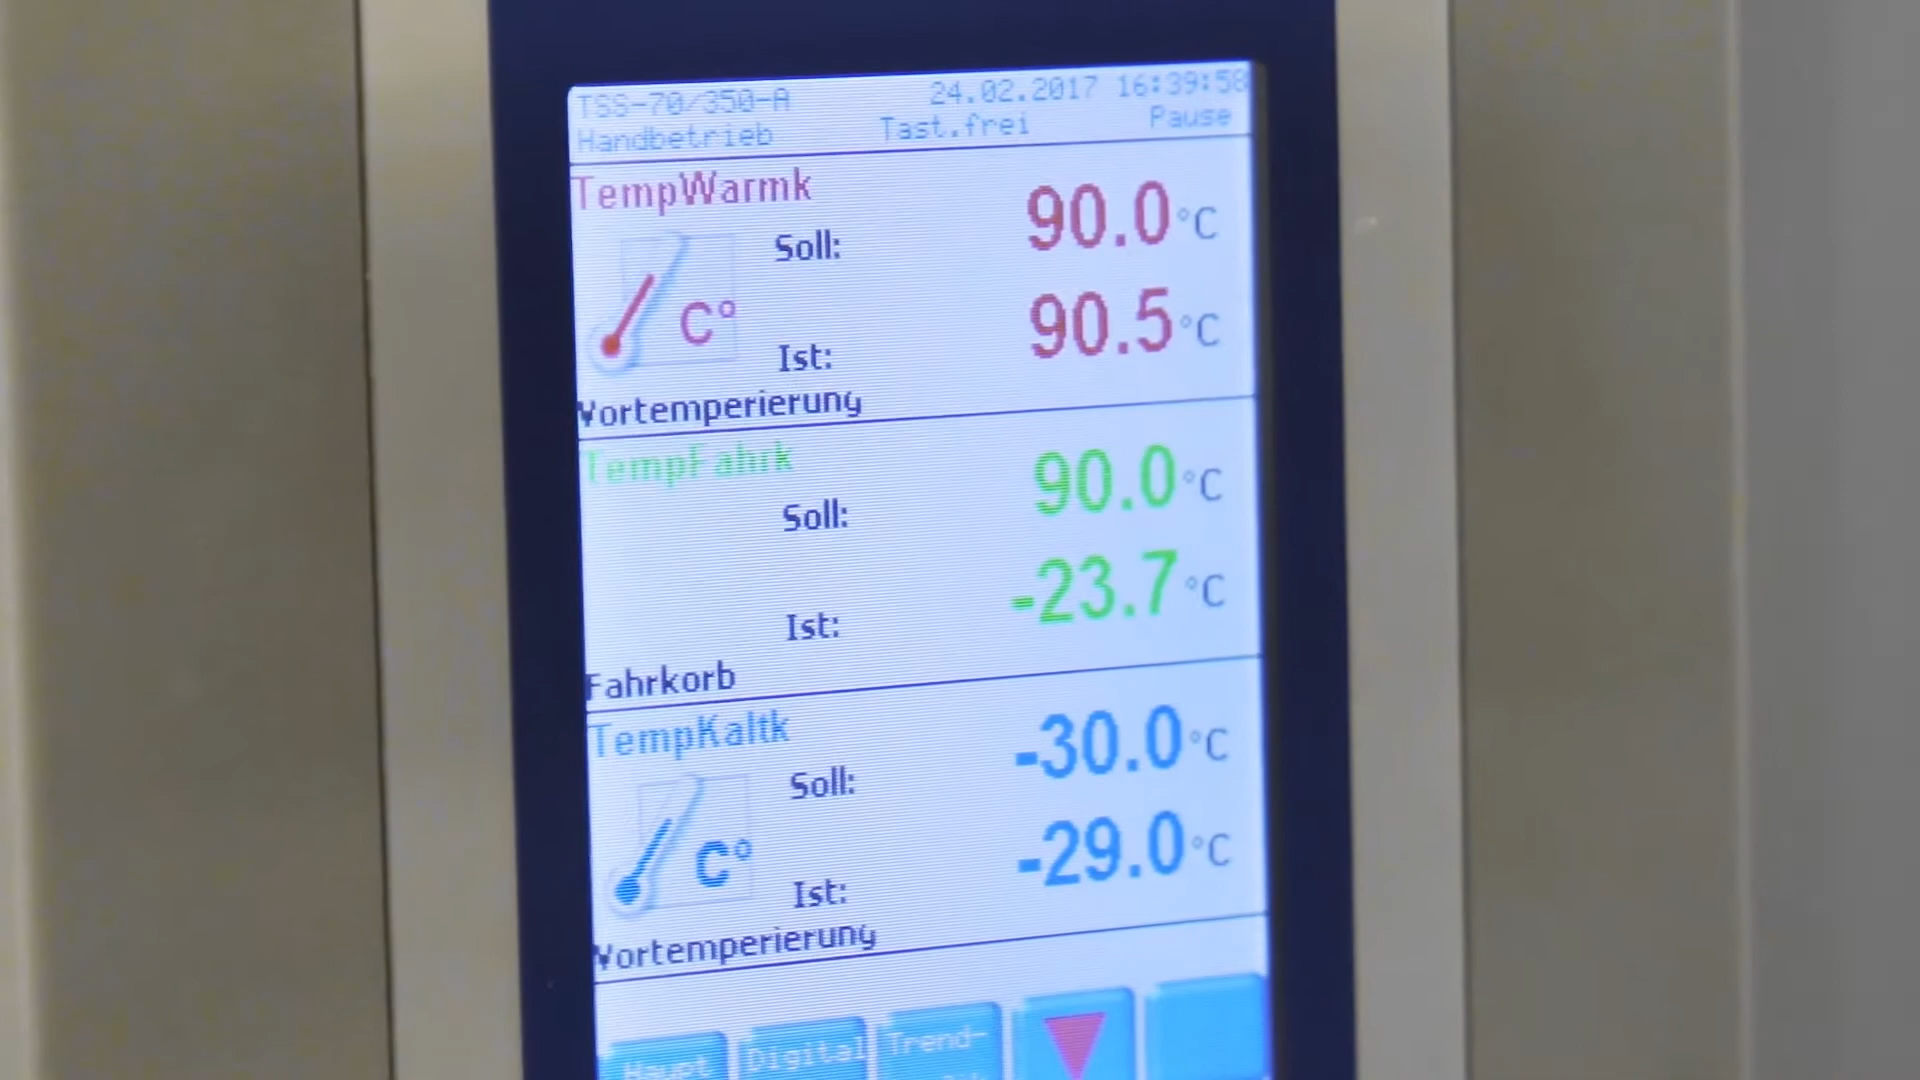 TSS-70/350-A 24.02.2017 16:39:58
Handbetrieb Tast.frei Pause
TempWarmk
Soll: 90.0 °C
C°
Ist: 90.5 °C
Vortemperierung
TempFahrk
Soll: 90.0 °C
Ist: -23.7 °C
Fahrkorb
TempKaltk
Soll: -30.0 °C
C°
Ist: -29.0 °C
Vortemperierung
Haupt Digital Trend-